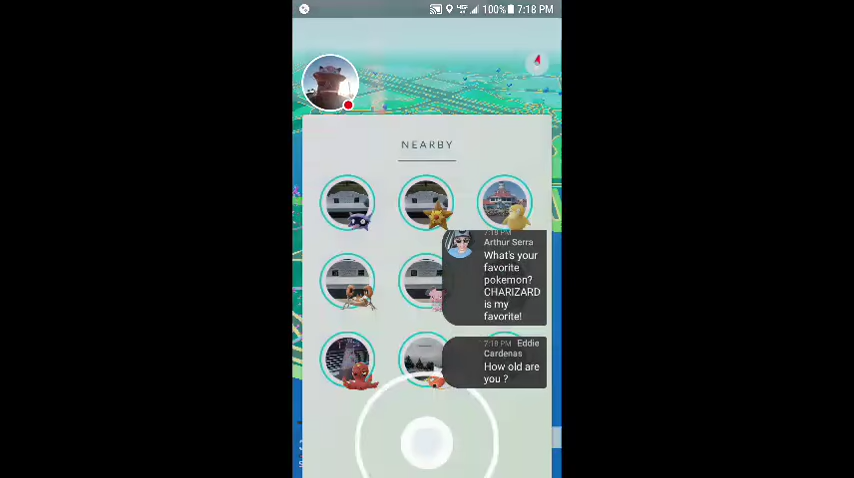 100% 7:18 PM
NEARBY
7:18 PM
Arthur Serra
What's your
favorite
pokemon?
CHARIZARD
is my
favorite!
7:18 PM Eddie
Cardenas
How old are
you ?